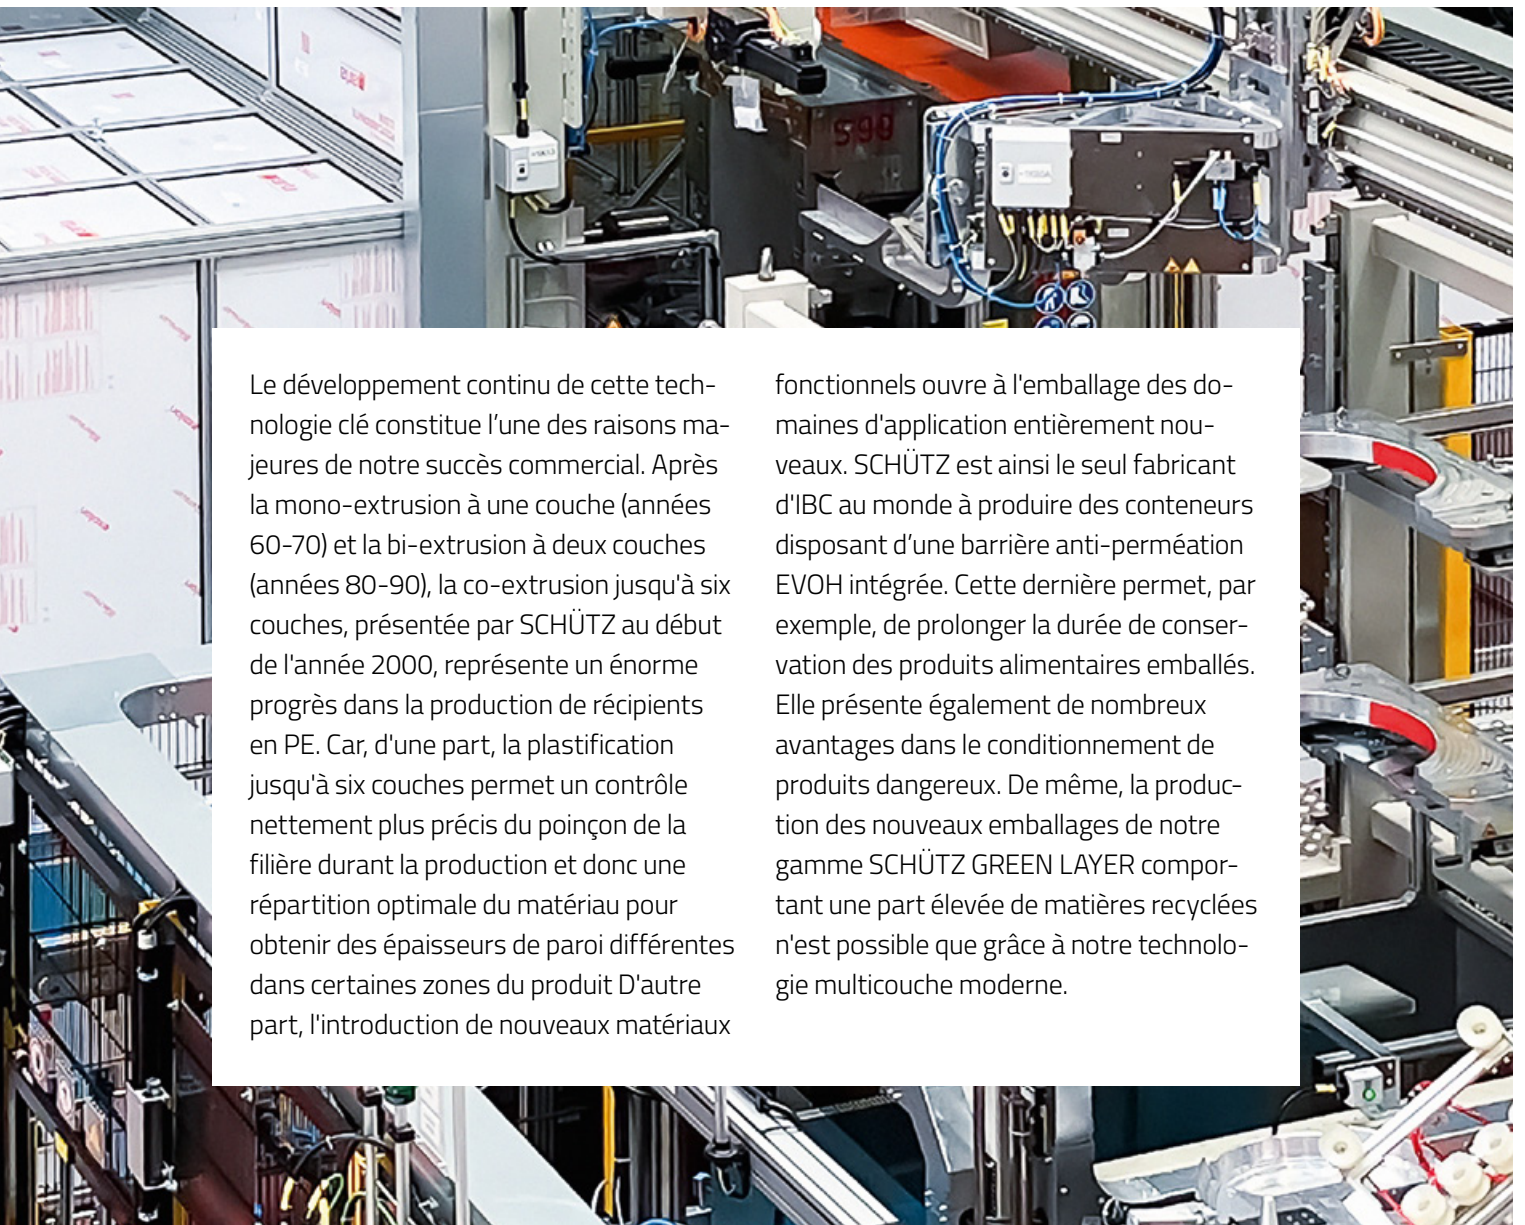 599
Le développement continu de cette tech-
nologie clé constitue l’une des raisons ma-
jeures de notre succès commercial. Après
la mono-extrusion à une couche (années
60-70) et la bi-extrusion à deux couches
(années 80-90), la co-extrusion jusqu'à six
couches, présentée par SCHÜTZ au début
de l'année 2000, représente un énorme
progrès dans la production de récipients
en PE. Car, d'une part, la plastification
jusqu'à six couches permet un contrôle
nettement plus précis du poinçon de la
filière durant la production et donc une
répartition optimale du matériau pour
obtenir des épaisseurs de paroi différentes
dans certaines zones du produit D'autre
part, l'introduction de nouveaux matériaux
fonctionnels ouvre à l'emballage des do-
maines d'application entièrement nou-
veaux. SCHÜTZ est ainsi le seul fabricant
d'IBC au monde à produire des conteneurs
disposant d’une barrière anti-perméation
EVOH intégrée. Cette dernière permet, par
exemple, de prolonger la durée de conser-
vation des produits alimentaires emballés.
Elle présente également de nombreux
avantages dans le conditionnement de
produits dangereux. De même, la produc-
tion des nouveaux emballages de notre
gamme SCHÜTZ GREEN LAYER compor-
tant une part élevée de matières recyclées
n'est possible que grâce à notre technolo-
gie multicouche moderne.